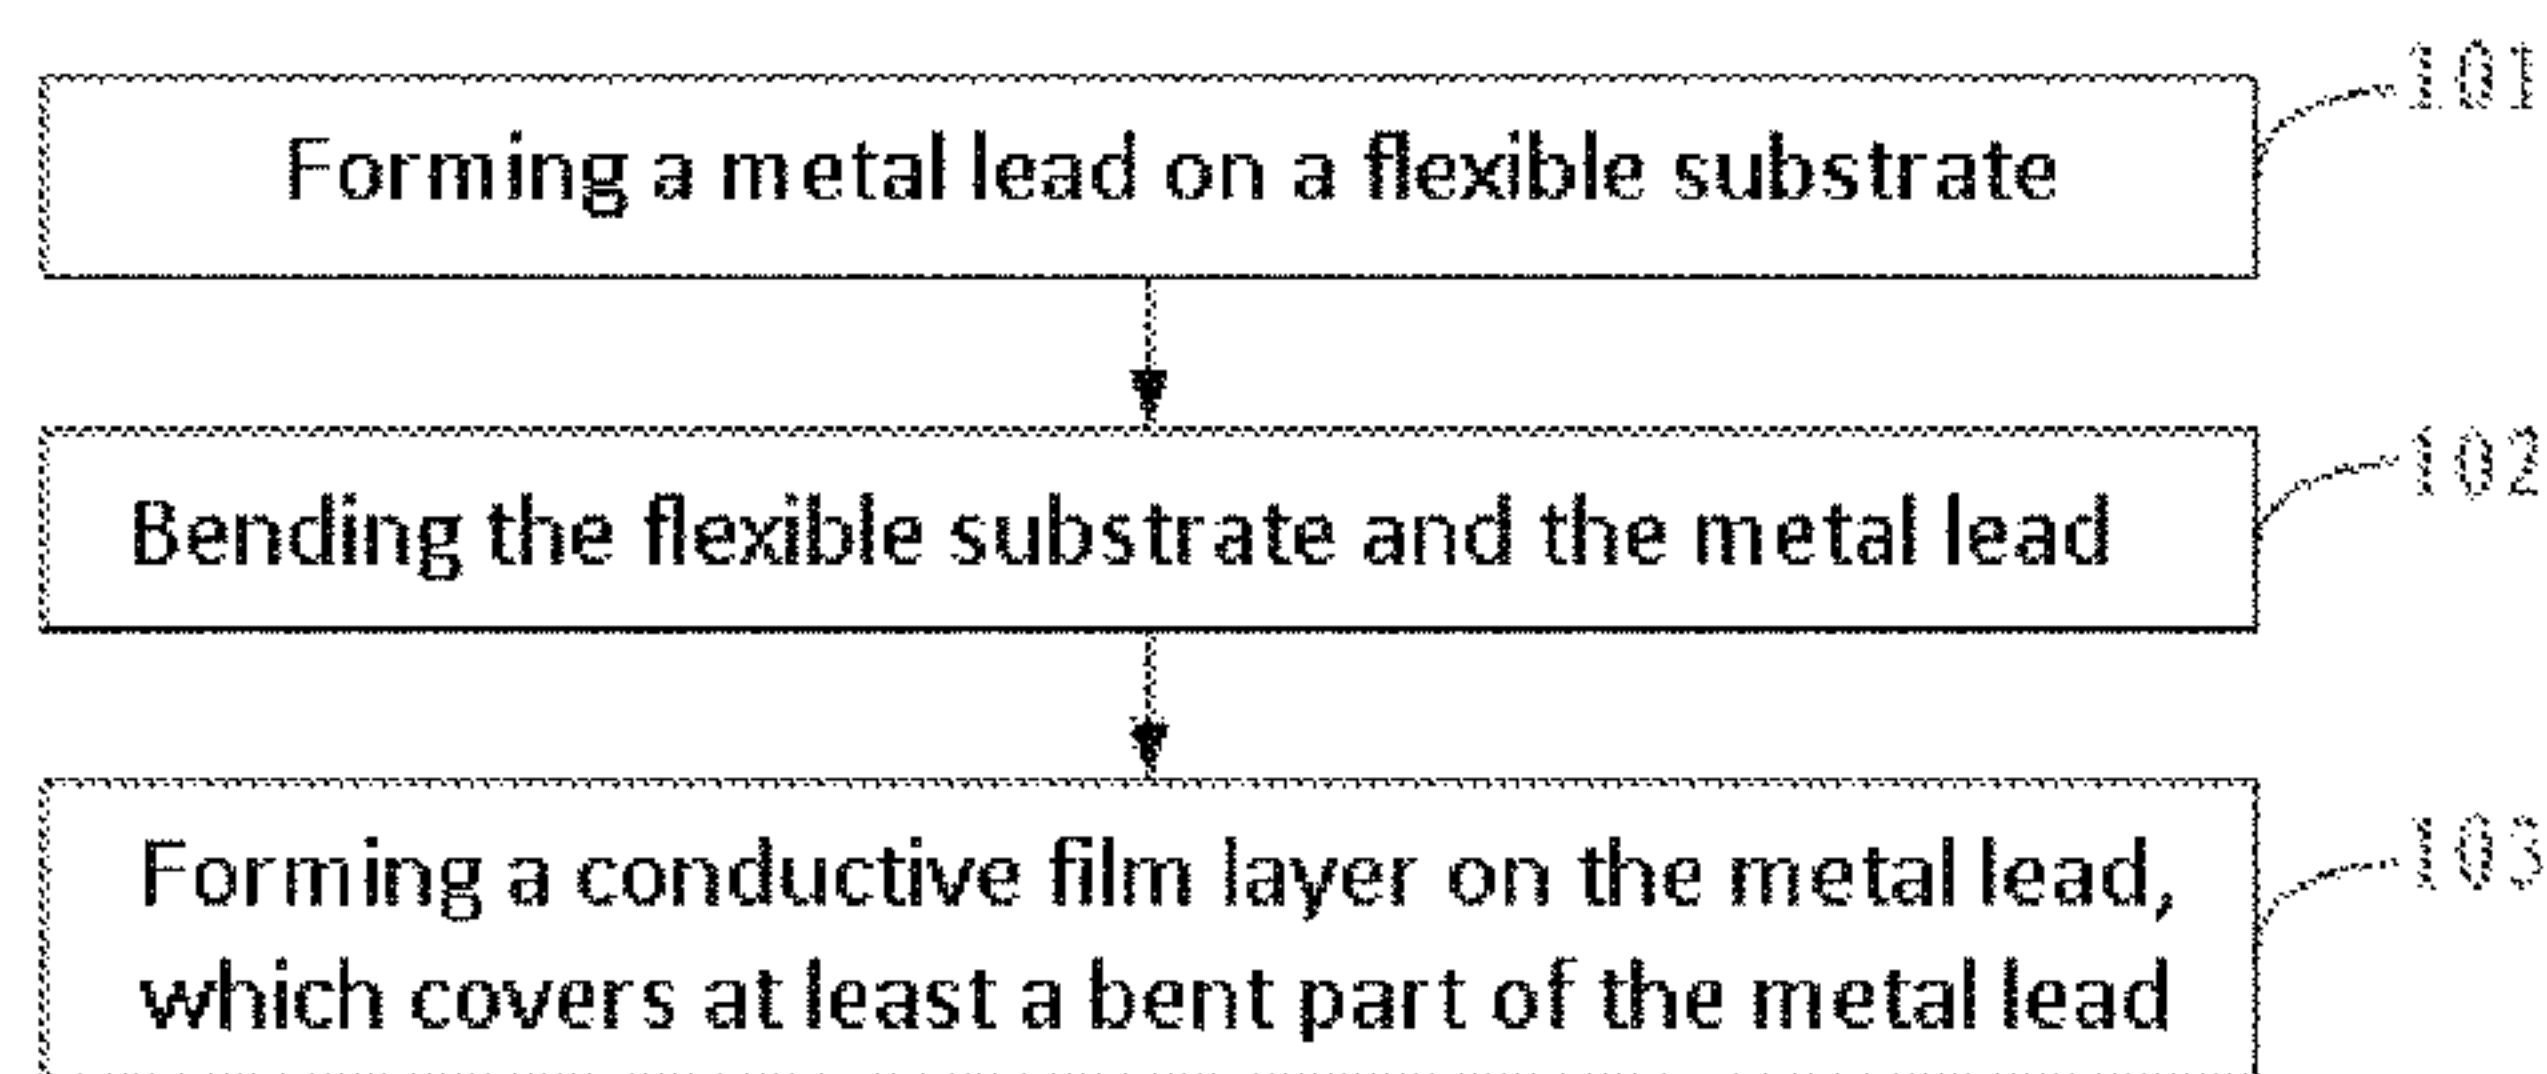 101
Forming a metal lead on a flexible substrate
102
Bending the flexible substrate and the metal lead
103
Forming a conductive film layer on the metal lead,
which covers at least a bent part of the metal lead